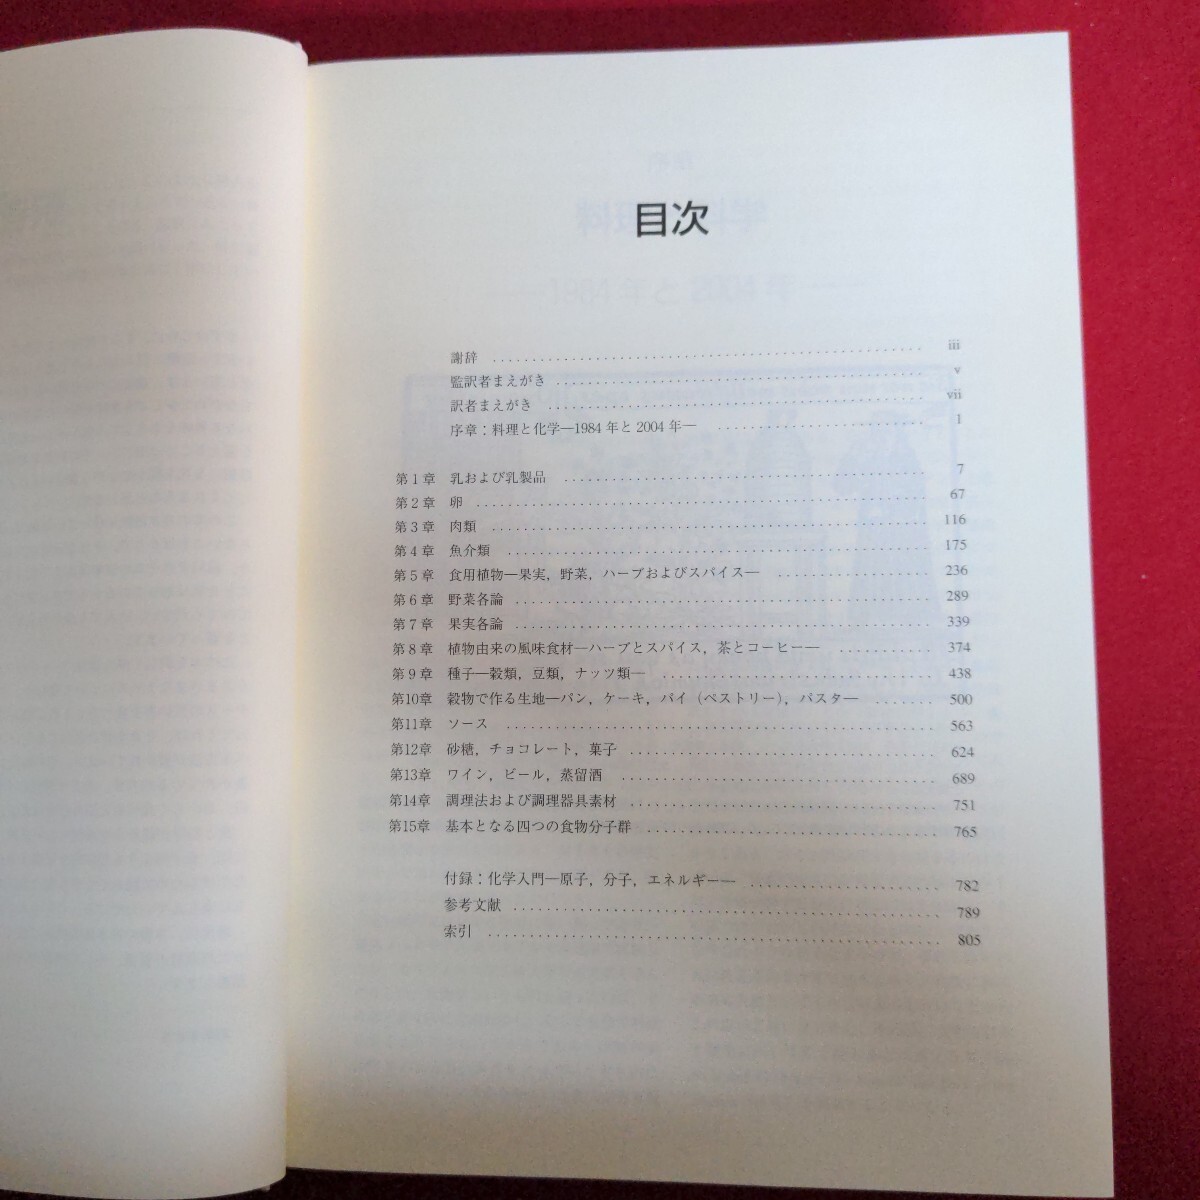 目次
謝辞 iii
監訳者まえがき v
訳者まえがき vii
序章：料理と化学―1984年と2004年― 1
第1章 乳および乳製品 7
第2章 卵 67
第3章 肉類 116
第4章 魚介類 175
第5章 食用植物―果実，野菜，ハーブおよびスパイス― 236
第6章 野菜各論 289
第7章 果実各論 339
第8章 植物由来の風味食材―ハーブとスパイス，茶とコーヒー― 374
第9章 種子―穀類，豆類，ナッツ類― 438
第10章 穀物で作る生地―パン，ケーキ，パイ（ペストリー），パスタ― 500
第11章 ソース 563
第12章 砂糖，チョコレート，菓子 624
第13章 ワイン，ビール，蒸留酒 689
第14章 調理法および調理器具素材 751
第15章 基本となる四つの食物分子群 765
付録：化学入門―原子，分子，エネルギー― 782
参考文献 789
索引 805